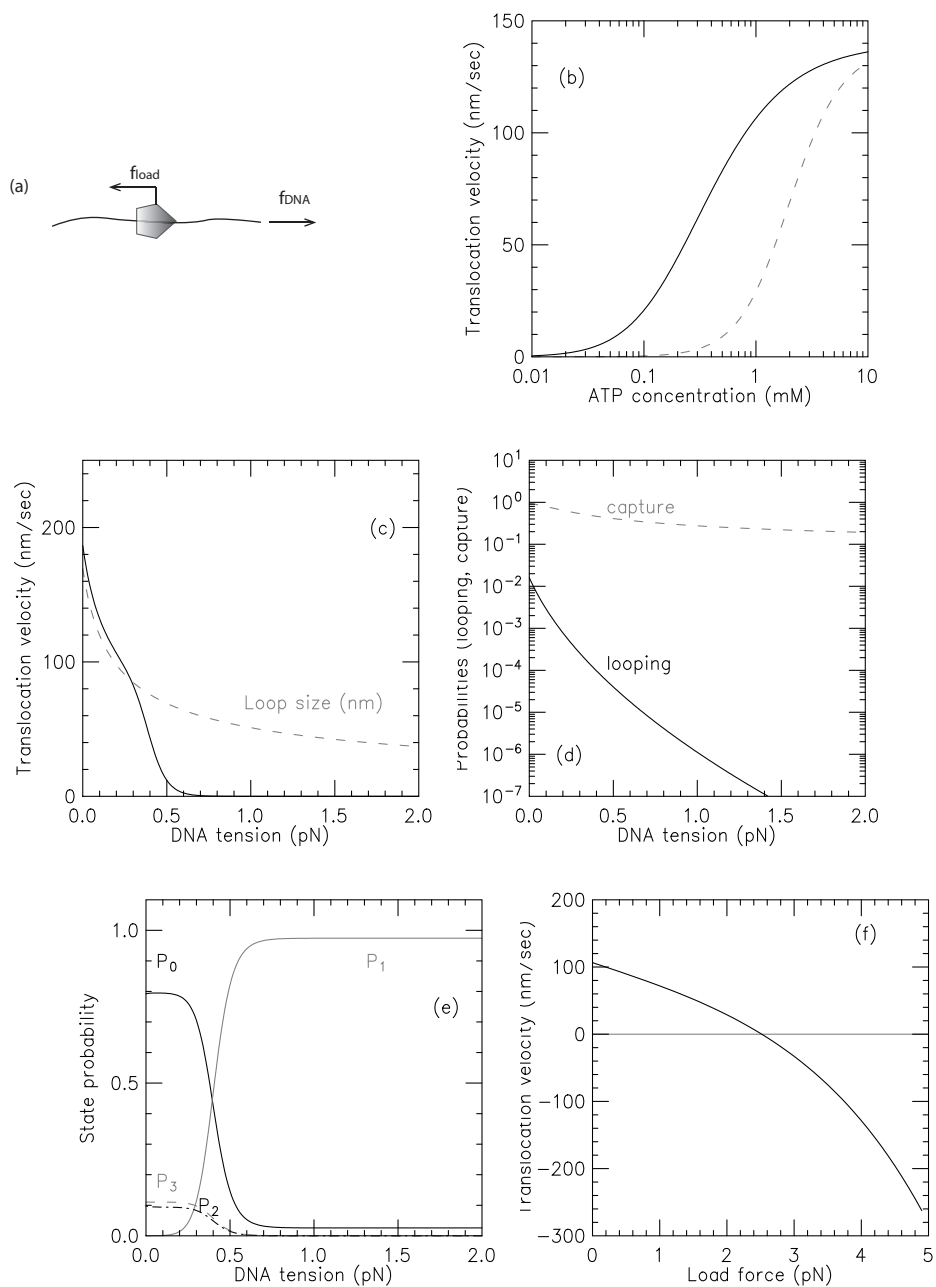 (a)
fload
fDNA
(b)
Translocation velocity (nm/sec)
150
100
50
0
0.01
0.1
1
10
ATP concentration (mM)
(c)
Translocation velocity (nm/sec)
200
100
0
Loop size (nm)
0.0
0.5
1.0
1.5
2.0
DNA tension (pN)
(d)
Probabilities (looping, capture)
10^1
10^0
10^-1
10^-2
10^-3
10^-4
10^-5
10^-6
10^-7
capture
looping
0.0
0.5
1.0
1.5
2.0
DNA tension (pN)
(e)
State probability
1.0
0.5
0.0
P_0
P_1
P_3
P_2
0.0
0.5
1.0
1.5
2.0
DNA tension (pN)
(f)
Translocation velocity (nm/sec)
200
100
0
-100
-200
-300
0
1
2
3
4
5
Load force (pN)